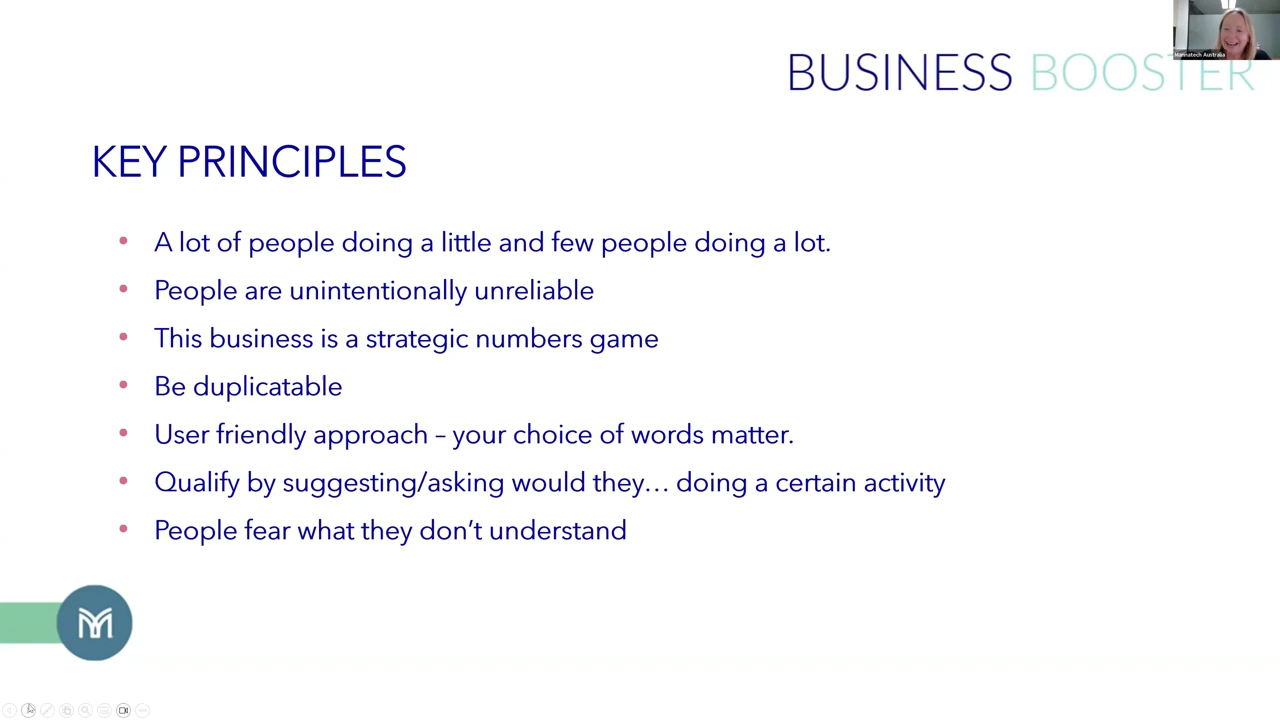 Mannatech Australia
BUSINESS BOOSTER
KEY PRINCIPLES
• A lot of people doing a little and few people doing a lot.
• People are unintentionally unreliable
• This business is a strategic numbers game
• Be duplicatable
• User friendly approach – your choice of words matter.
• Qualify by suggesting/asking would they… doing a certain activity
• People fear what they don’t understand